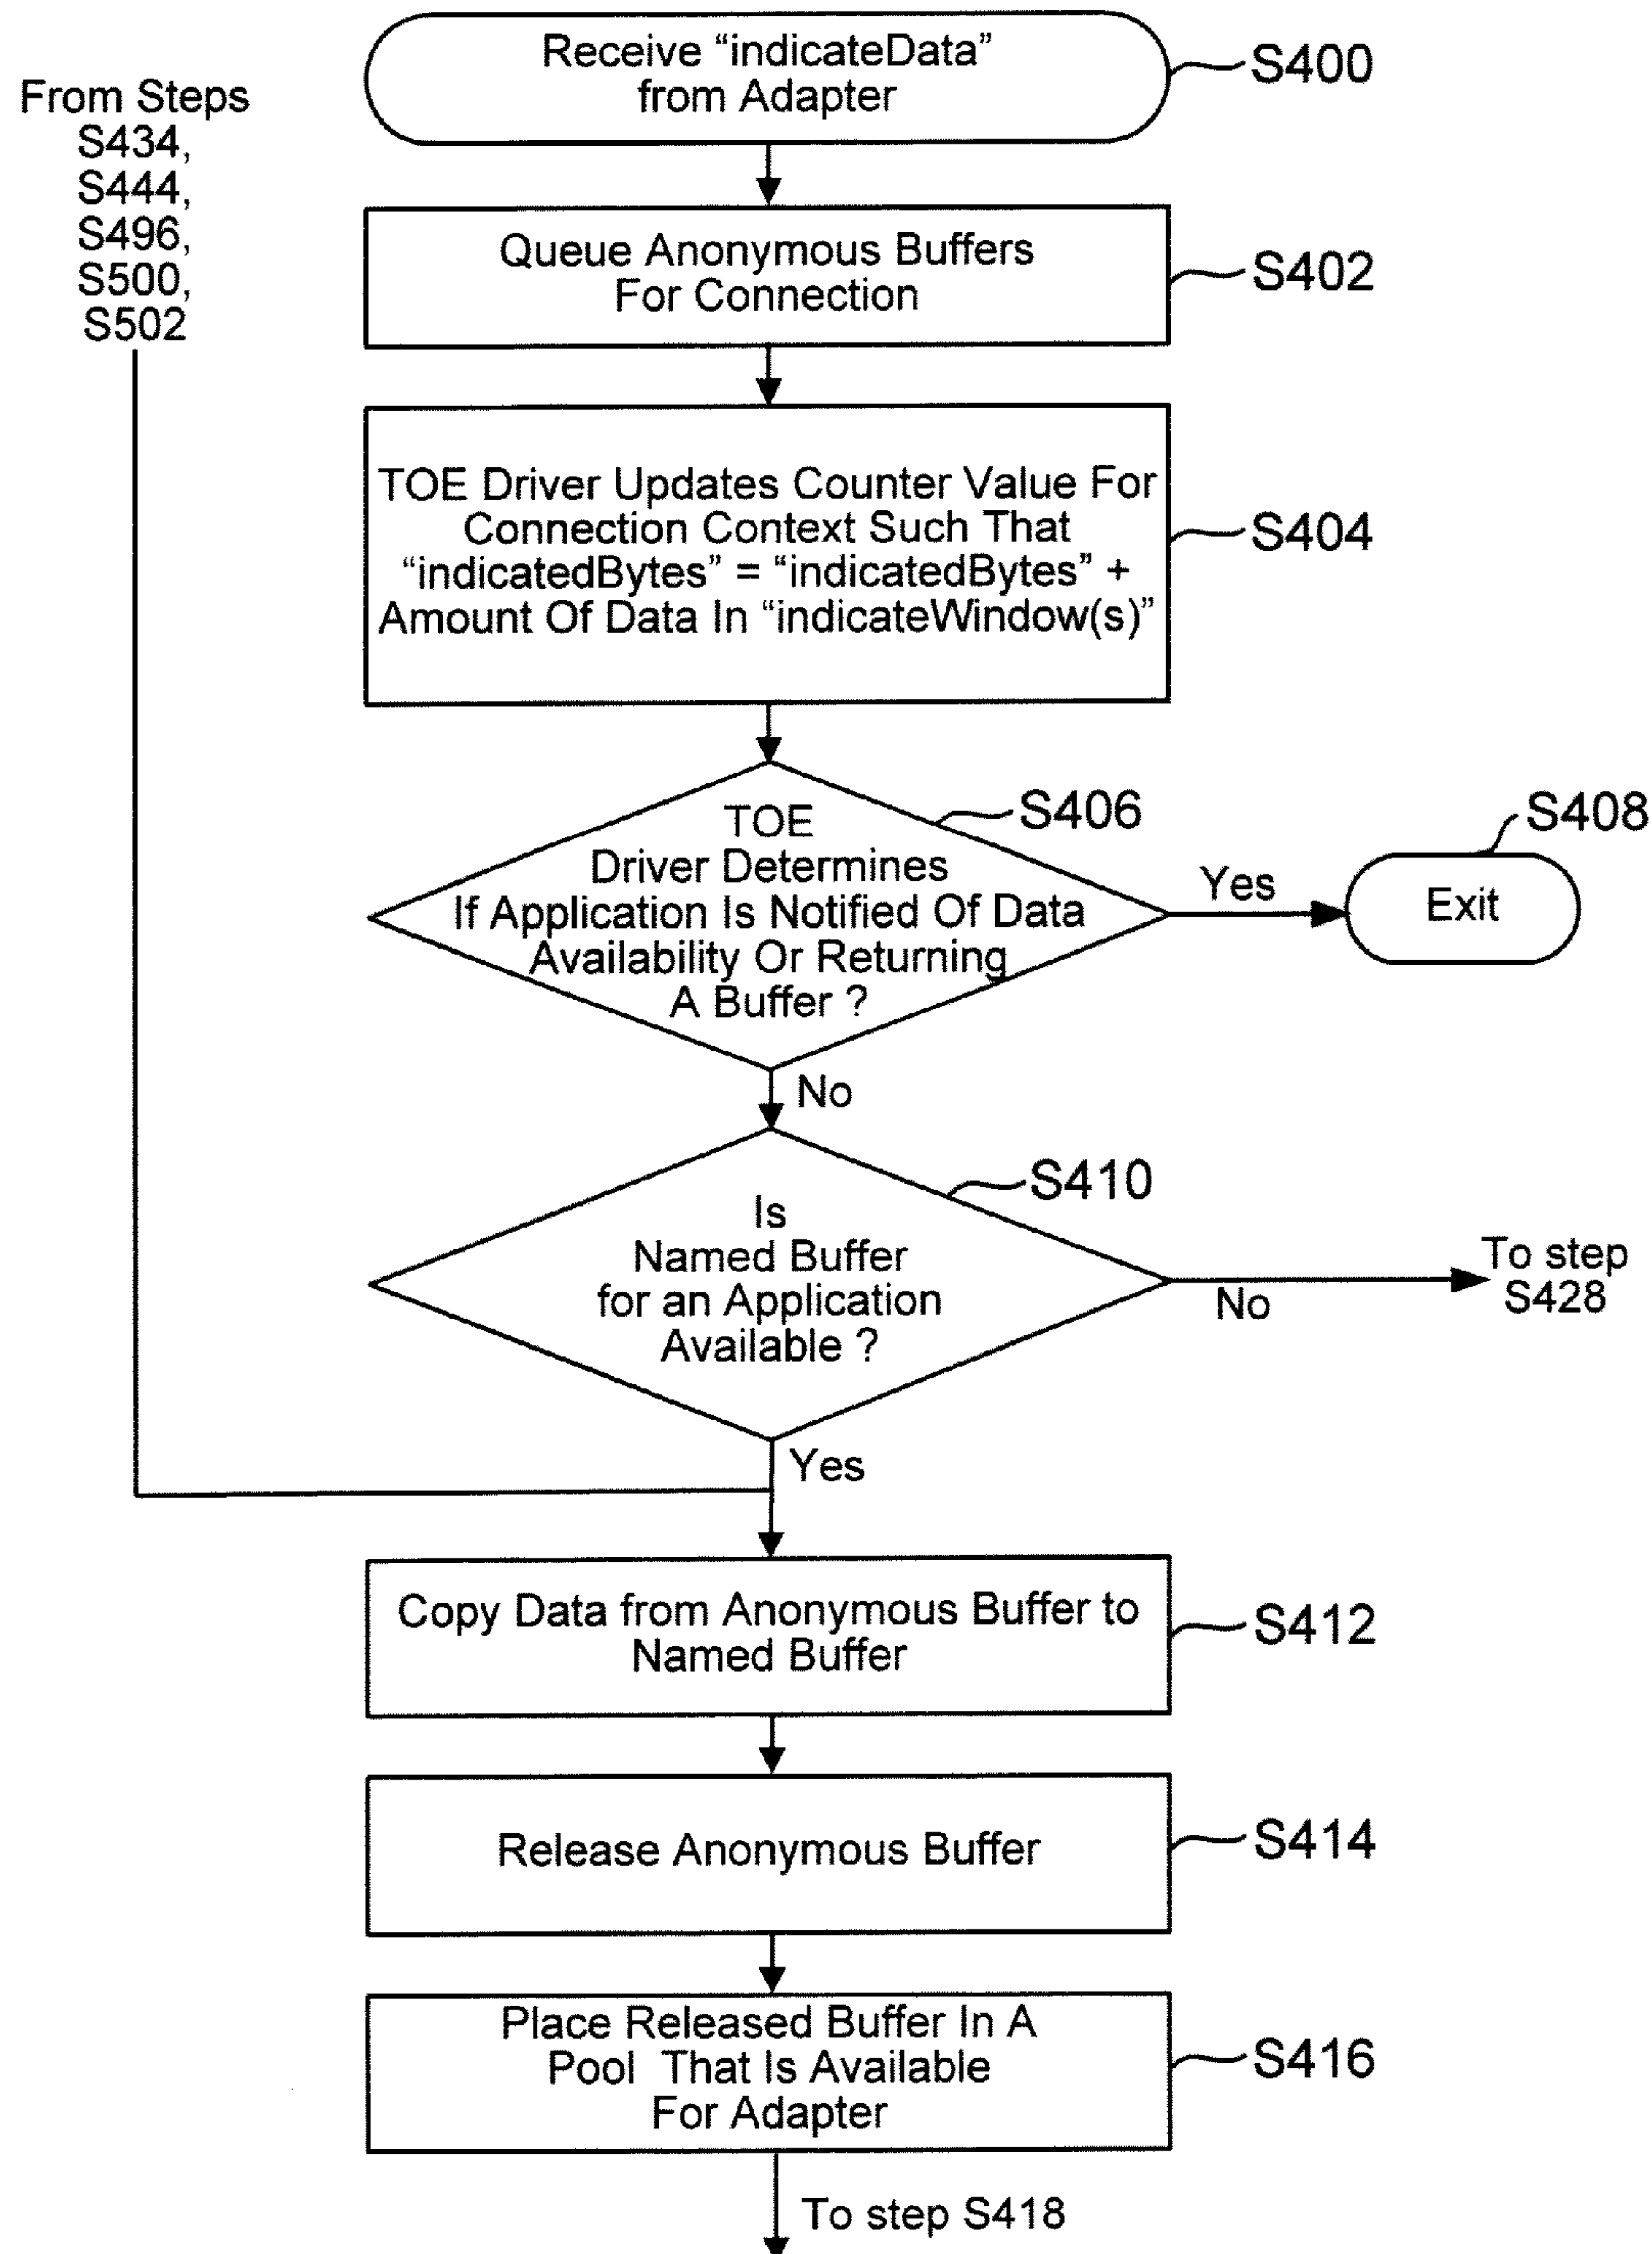 Receive “indicateData”
from Adapter
S400
From Steps
S434,
S444,
S496,
S500,
S502
Queue Anonymous Buffers
For Connection
S402
TOE Driver Updates Counter Value For
Connection Context Such That
“indicatedBytes” = “indicatedBytes” +
Amount Of Data In “indicateWindow(s)”
S404
TOE
Driver Determines
If Application Is Notified Of Data
Availability Or Returning
A Buffer ?
S406
Yes
Exit
S408
No
Is
Named Buffer
for an Application
Available ?
S410
No
To step
S428
Yes
Copy Data from Anonymous Buffer to
Named Buffer
S412
Release Anonymous Buffer
S414
Place Released Buffer In A
Pool That Is Available
For Adapter
S416
To step S418